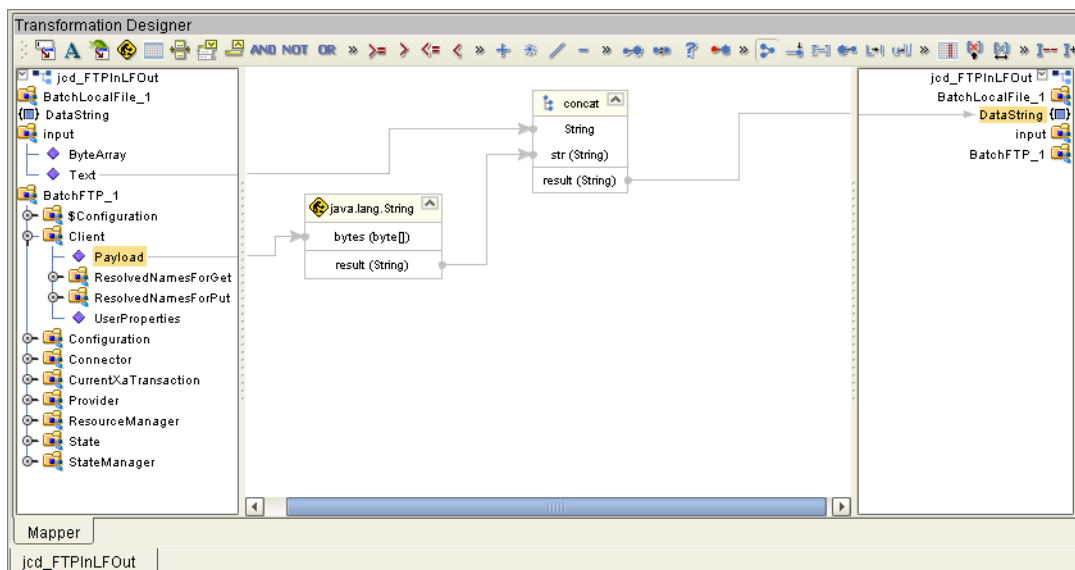 Transformation Designer
A AND NOT OR » >= > <= < » + * / - » ? » » »
jcd_FTPInLFOut
BatchLocalFile_1
DataString
input
ByteArray
Text
BatchFTP_1
$Configuration
Client
Payload
ResolvedNamesForGet
ResolvedNamesForPut
UserProperties
Configuration
Connector
CurrentXaTransaction
Provider
ResourceManager
State
StateManager
java.lang.String
bytes (byte[])
result (String)
concat
String
str (String)
result (String)
jcd_FTPInLFOut
BatchLocalFile_1
DataString
input
BatchFTP_1
Mapper
jcd_FTPInLFOut